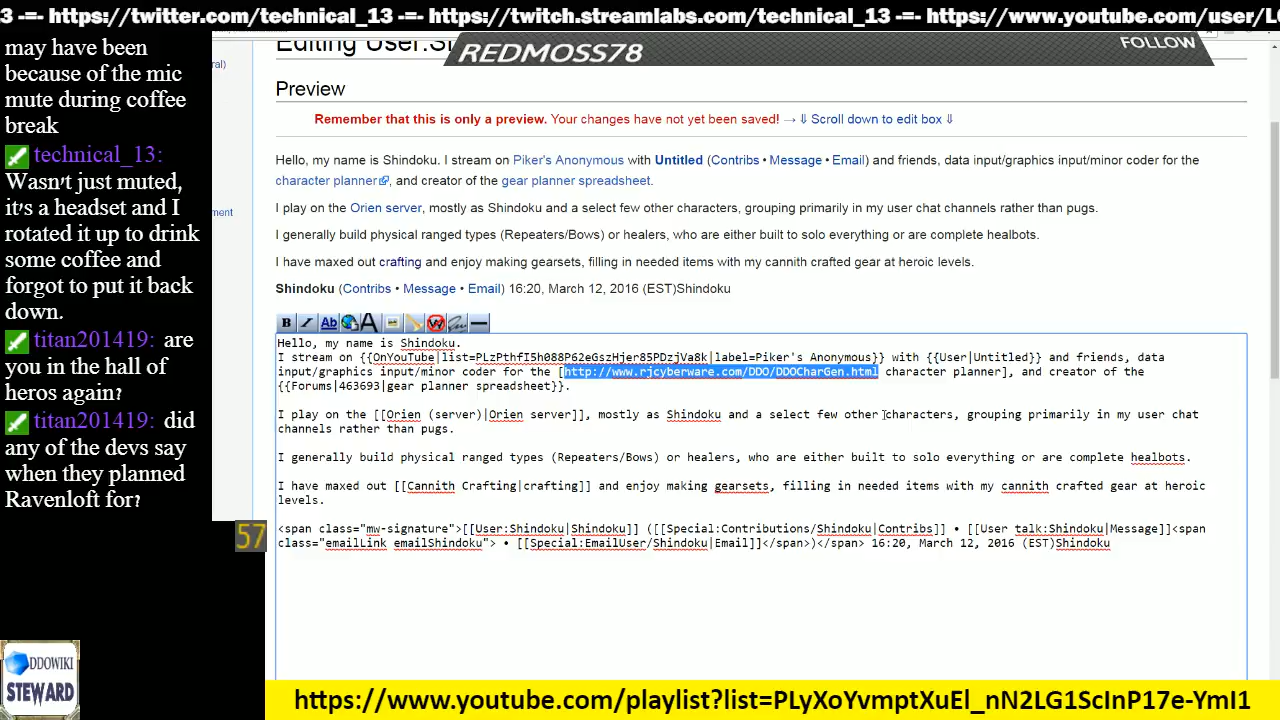 3 -=- https://twitter.com/technical_13 -=- https://twitch.streamlabs.com/technical_13 -=- https://www.youtube.com/user/L
may have been
because of the mic
mute during coffee
break
technical_13:
Wasn't just muted,
it's a headset and I
rotated it up to drink
some coffee and
forgot to put it back
down.
titan201419: are
you in the hall of
heros again?
titan201419: did
any of the devs say
when they planned
Ravenloft for?
57
DDOWIKI
STEWARD
ral)
ement
REDMOSS78
FOLLOW
Preview
Remember that this is only a preview. Your changes have not yet been saved! → ⇓ Scroll down to edit box ⇓
Hello, my name is Shindoku. I stream on Piker's Anonymous with Untitled (Contribs • Message • Email) and friends, data input/graphics input/minor coder for the
character planner, and creator of the gear planner spreadsheet.
I play on the Orien server, mostly as Shindoku and a select few other characters, grouping primarily in my user chat channels rather than pugs.
I generally build physical ranged types (Repeaters/Bows) or healers, who are either built to solo everything or are complete healbots.
I have maxed out crafting and enjoy making gearsets, filling in needed items with my cannith crafted gear at heroic levels.
Shindoku (Contribs • Message • Email) 16:20, March 12, 2016 (EST)Shindoku
B I Ab A W
Hello, my name is Shindoku.
I stream on {{OnYouTube|list=PLzPthfI5h088P62eGszHjer85PDzjVa8k|label=Piker's Anonymous}} with {{User|Untitled}} and friends, data
input/graphics input/minor coder for the [http://www.rjcyberware.com/DDO/DDOCharGen.html character planner], and creator of the
{{Forums|463693|gear planner spreadsheet}}.
I play on the [[Orien (server)|Orien server]], mostly as Shindoku and a select few other characters, grouping primarily in my user chat
channels rather than pugs.
I generally build physical ranged types (Repeaters/Bows) or healers, who are either built to solo everything or are complete healbots.
I have maxed out [[Cannith Crafting|crafting]] and enjoy making gearsets, filling in needed items with my cannith crafted gear at heroic
levels.
<span class="mw-signature">[[User:Shindoku|Shindoku]] ([[Special:Contributions/Shindoku|Contribs]] • [[User talk:Shindoku|Message]]<span
class="emailLink emailShindoku"> • [[Special:EmailUser/Shindoku|Email]]</span>)</span> 16:20, March 12, 2016 (EST)Shindoku
https://www.youtube.com/playlist?list=PLyXoYvmptXuEl_nN2LG1ScInP17e-YmI1